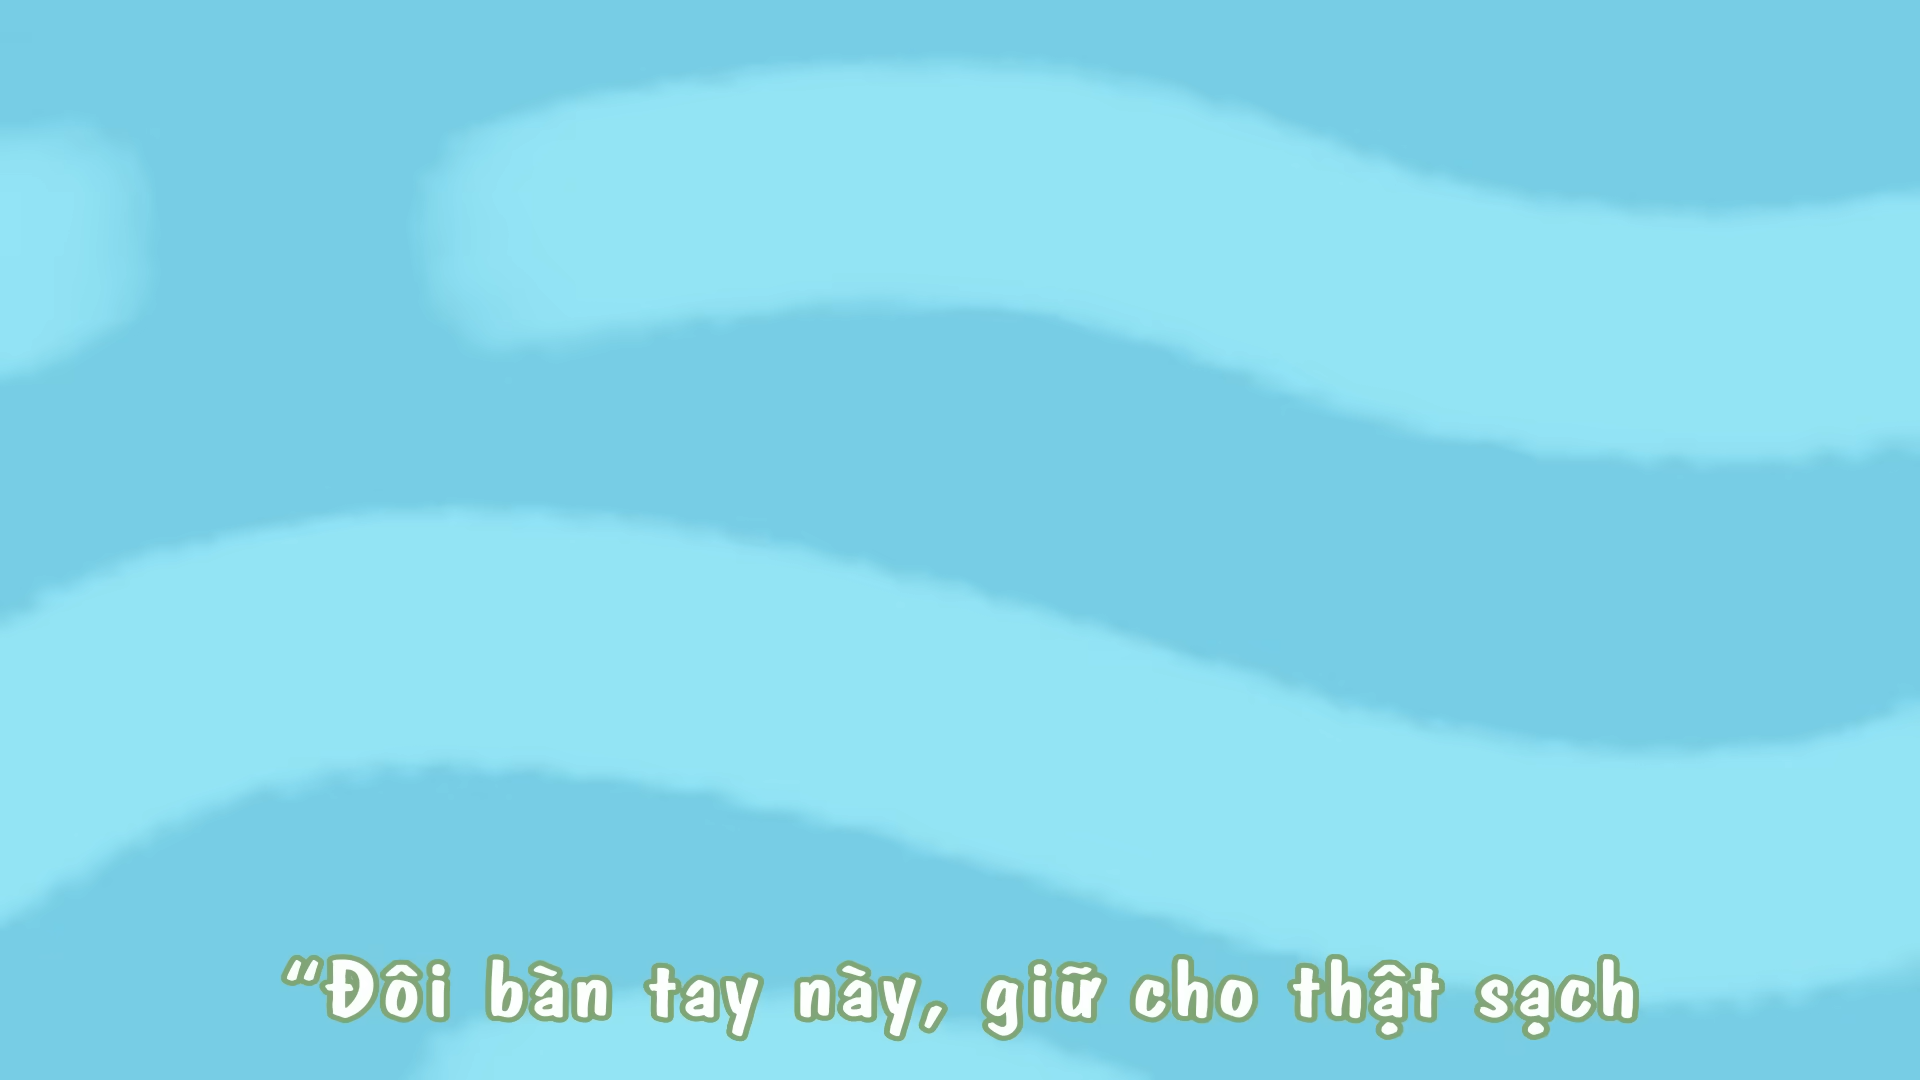 “Đôi bàn tay này, giữ cho thật sạch